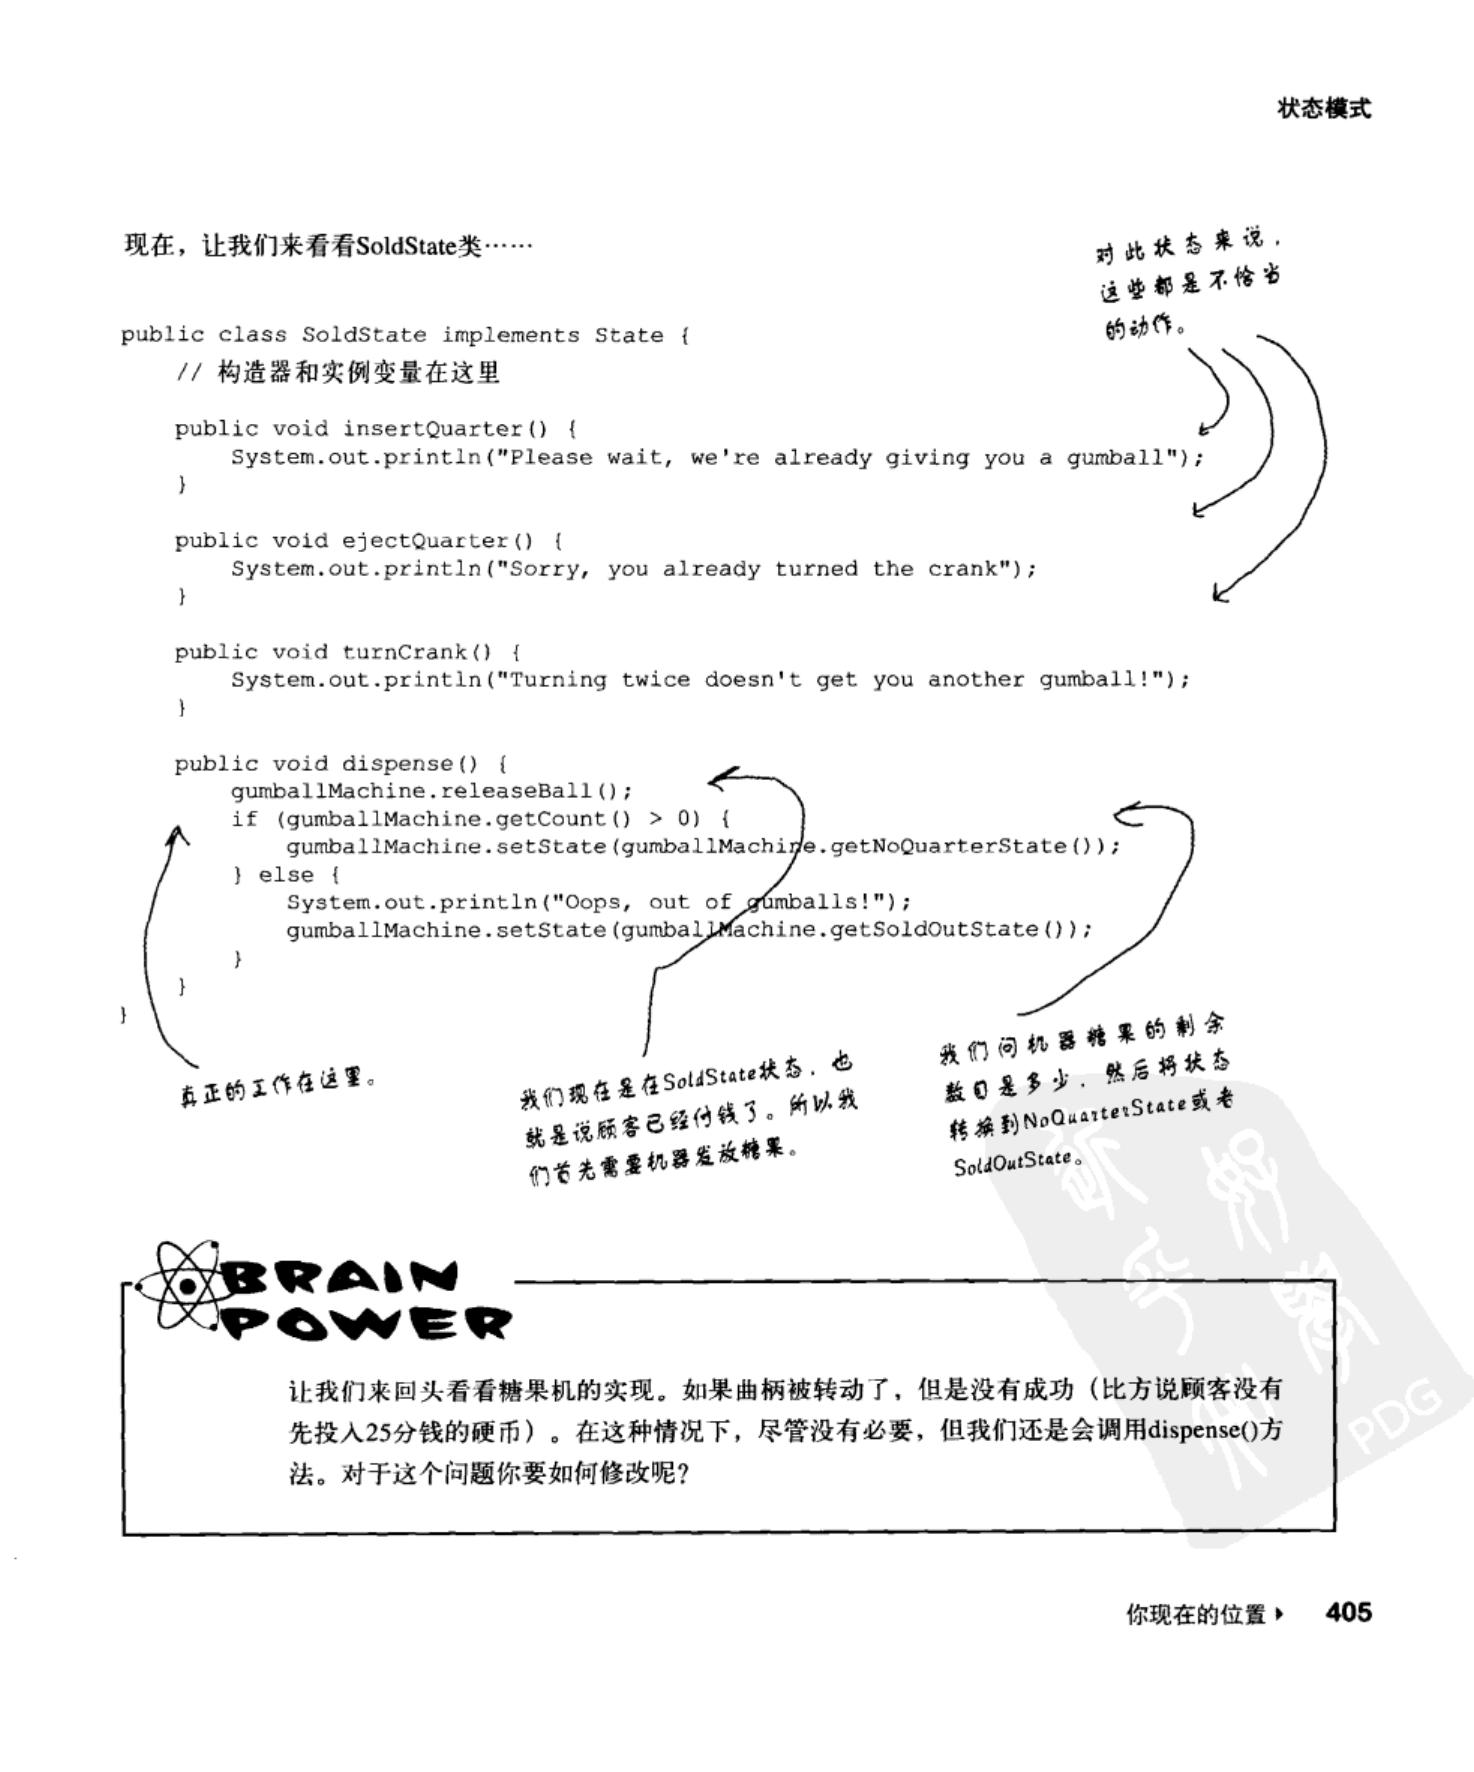 状态模式
现在，让我们来看看SoldState类……
对此状态来说，
这些都是不恰当
的动作。
public class SoldState implements State {
// 构造器和实例变量在这里
public void insertQuarter() {
System.out.println("Please wait, we're already giving you a gumball");
}
public void ejectQuarter() {
System.out.println("Sorry, you already turned the crank");
}
public void turnCrank() {
System.out.println("Turning twice doesn't get you another gumball!");
}
public void dispense() {
gumballMachine.releaseBall();
if (gumballMachine.getCount() > 0) {
gumballMachine.setState(gumballMachine.getNoQuarterState());
} else {
System.out.println("Oops, out of gumballs!");
gumballMachine.setState(gumballMachine.getSoldOutState());
}
}
}
真正的工作在这里。
我们现在是在SoldState状态，也
就是说顾客已经付钱了。所以我
们首先需要机器发放糖果。
我们问机器糖果的剩余
数目是多少，然后将状态
转换到NoQuarterState或者
SoldOutState。
BRAIN
POWER
让我们来回头看看糖果机的实现。如果曲柄被转动了，但是没有成功（比方说顾客没有
先投入25分钱的硬币）。在这种情况下，尽管没有必要，但我们还是会调用dispense()方
法。对于这个问题你要如何修改呢？
PDG
你现在的位置 405